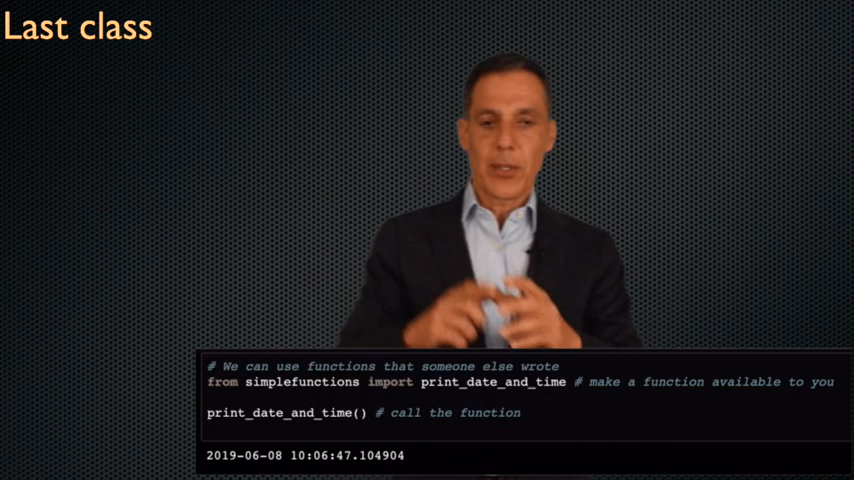 Last class
# We can use functions that someone else wrote
from simplefunctions import print_date_and_time # make a function available to you
print_date_and_time() # call the function
2019-06-08 10:06:47.104904